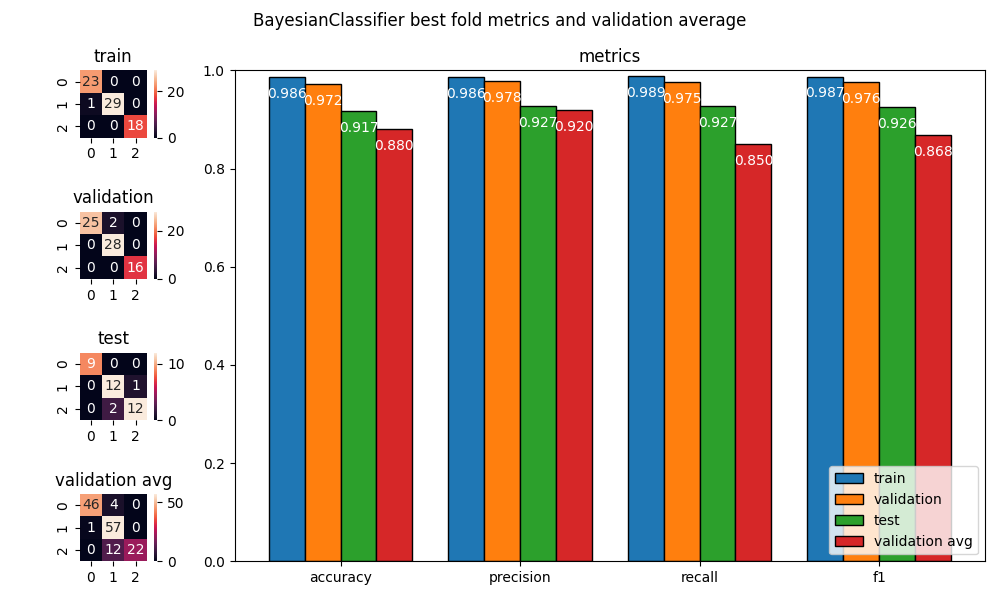 BayesianClassifier best fold metrics and validation average
train
0 23 0 0
1 1 29 0
2 0 0 18
0 1 2
20
0
validation
0 25 2 0
1 0 28 0
2 0 0 16
0 1 2
20
0
test
0 9 0 0
1 0 12 1
2 0 2 12
0 1 2
10
0
validation avg
0 46 4 0
1 1 57 0
2 0 12 22
0 1 2
50
0
metrics
1.0
0.8
0.6
0.4
0.2
0.0
0.986 0.972 0.917 0.880
0.986 0.978 0.927 0.920
0.989 0.975 0.927 0.850
0.987 0.976 0.926 0.868
accuracy precision recall f1
train
validation
test
validation avg